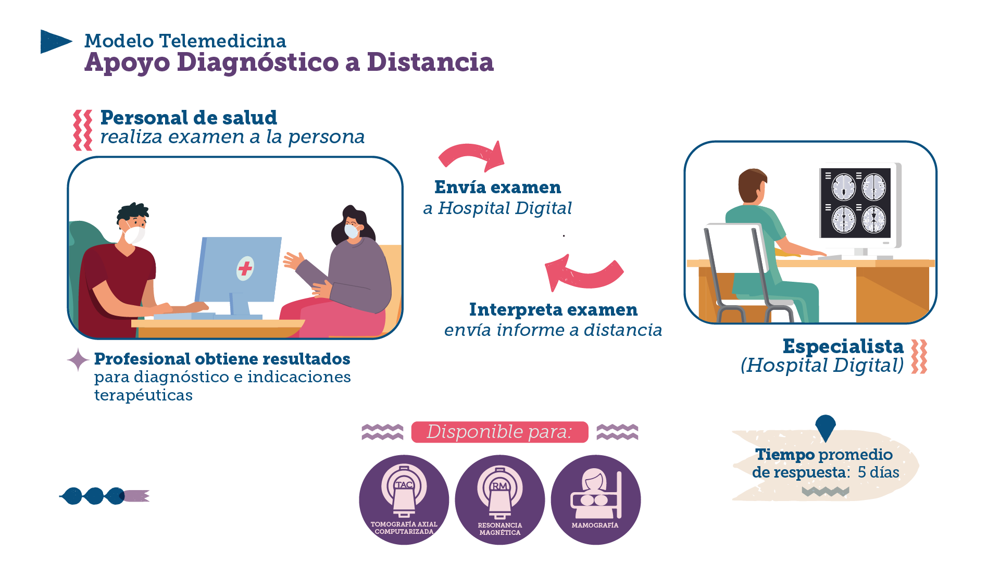 Modelo Telemedicina
Apoyo Diagnóstico a Distancia
Personal de salud
realiza examen a la persona
Envía examen
a Hospital Digital
.
Interpreta examen
envía informe a distancia
Profesional obtiene resultados
para diagnóstico e indicaciones
terapéuticas
Especialista
(Hospital Digital)
Disponible para:
TAC
TOMOGRAFÍA AXIAL
COMPUTARIZADA
RM
RESONANCIA
MAGNÉTICA
MAMOGRAFÍA
Tiempo promedio
de respuesta: 5 días